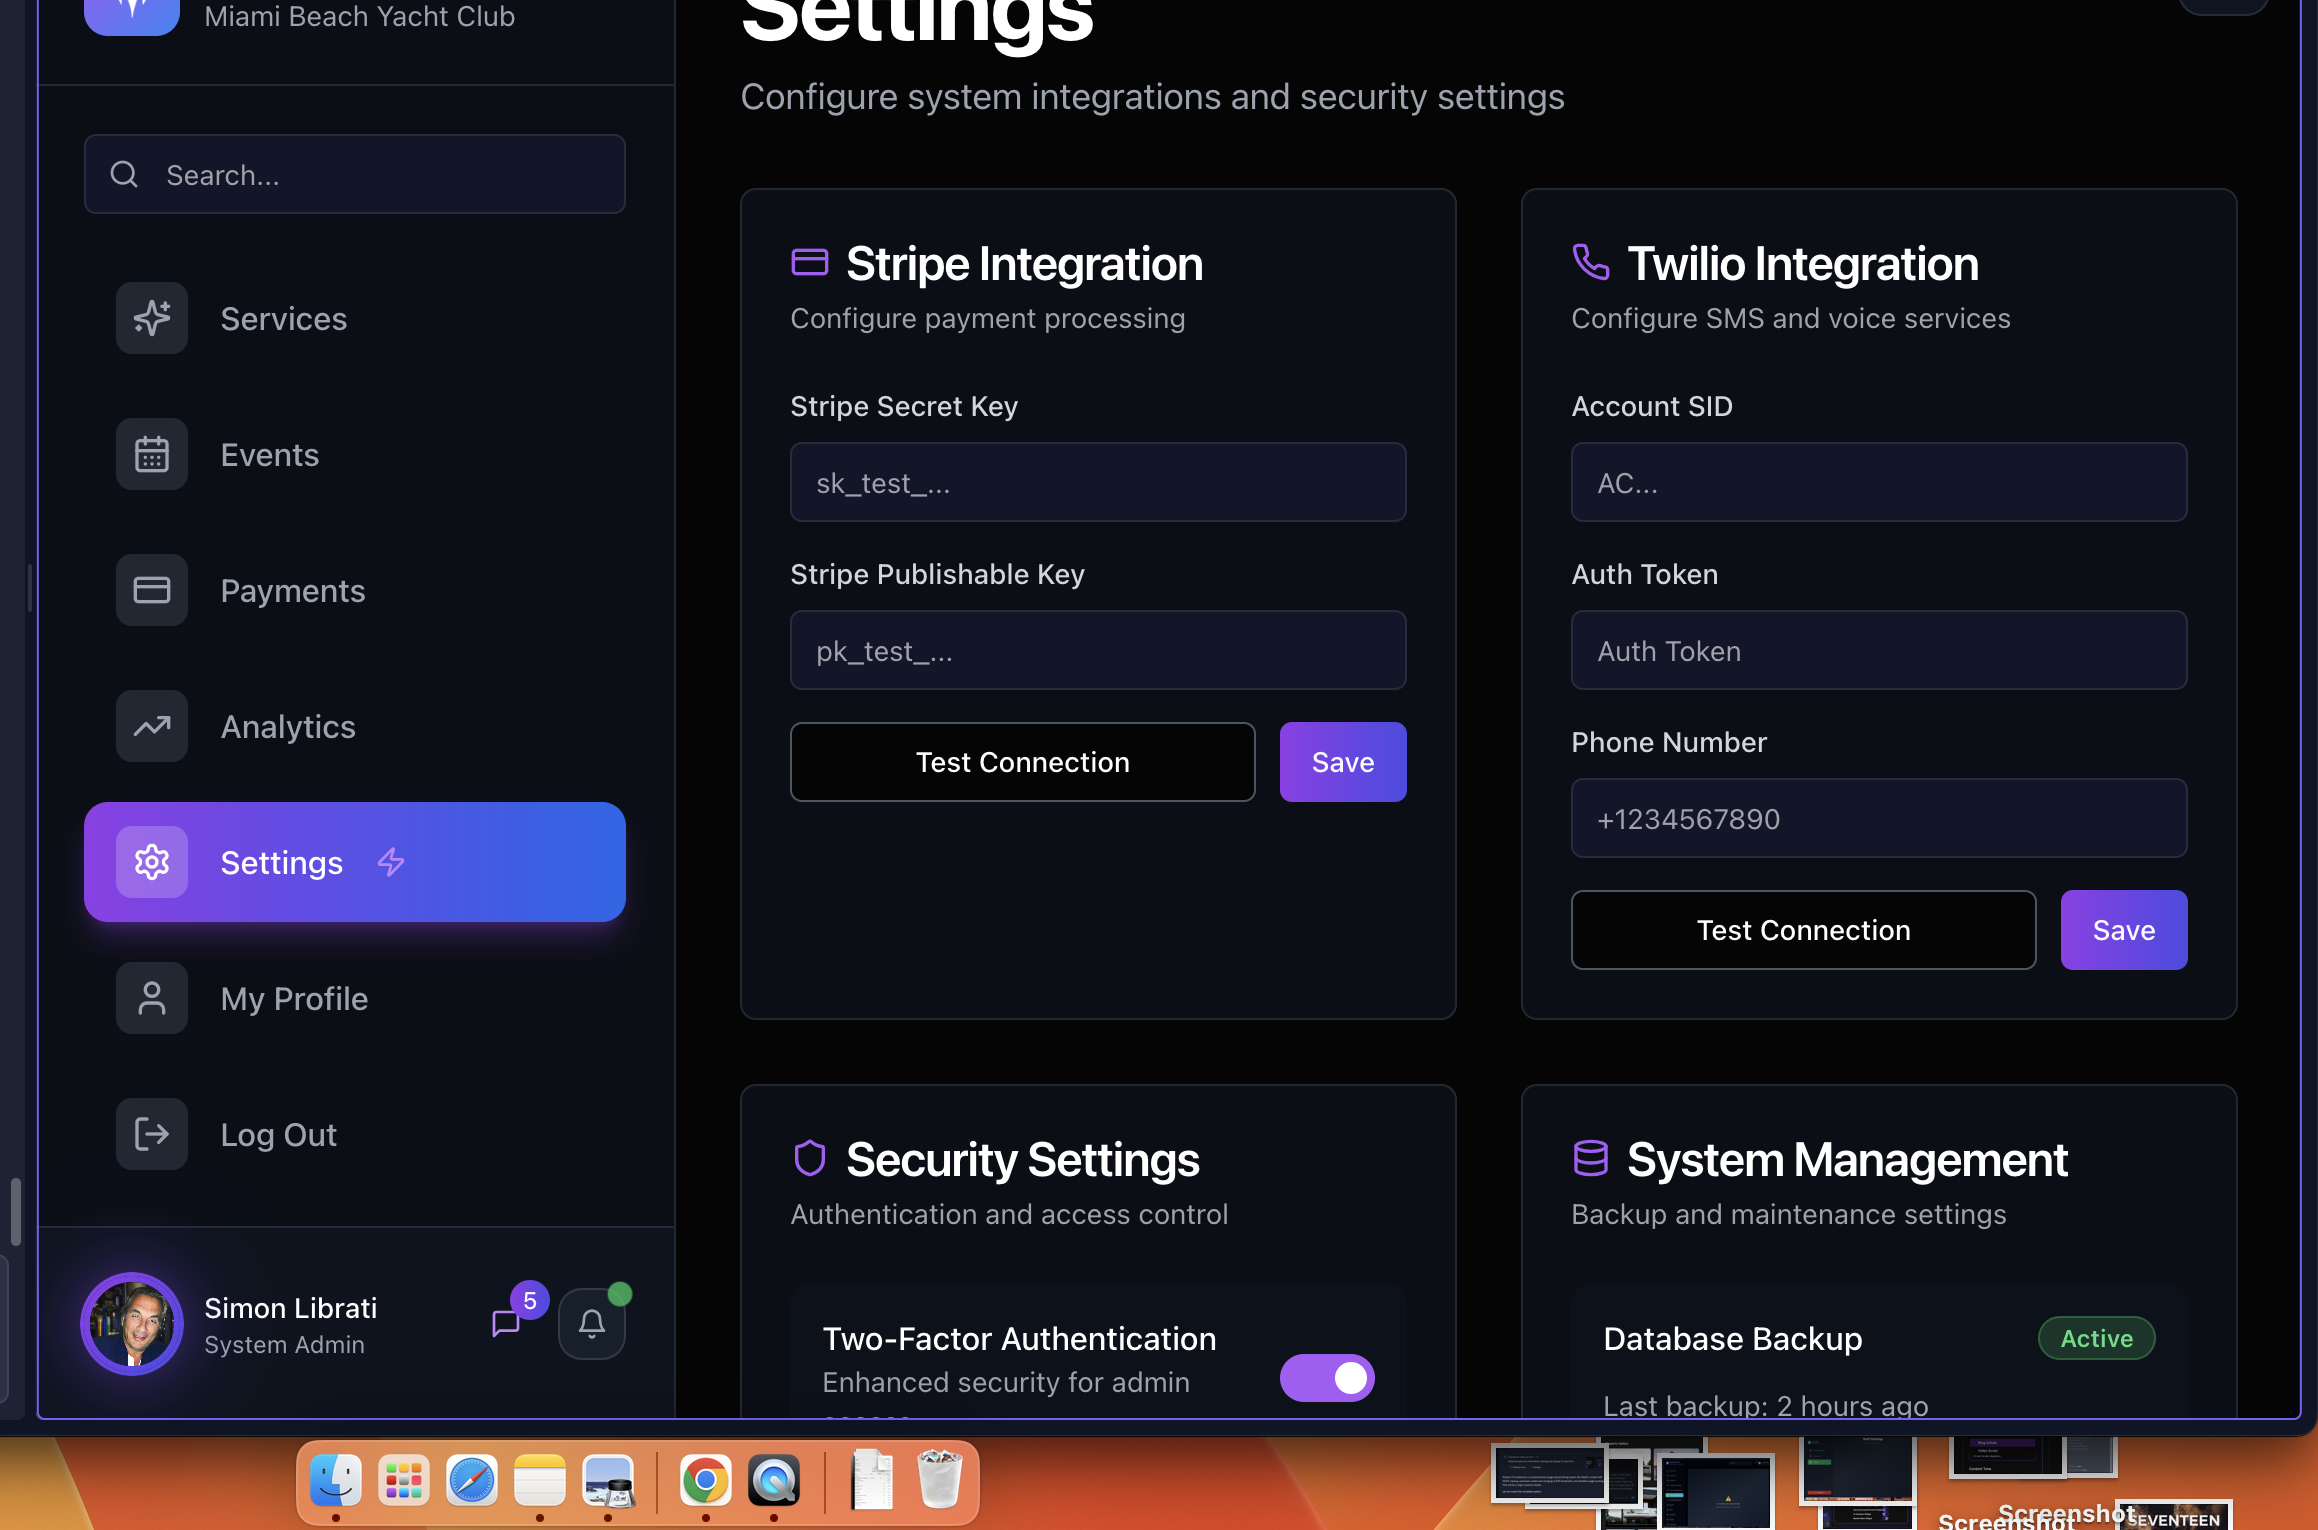 Miami Beach Yacht Club
Search...
Services
Events
Payments
Analytics
Settings
My Profile
Log Out
Simon Librati
System Admin
5
Settings
Configure system integrations and security settings
Stripe Integration
Configure payment processing
Stripe Secret Key
sk_test_...
Stripe Publishable Key
pk_test_...
Test Connection
Save
Twilio Integration
Configure SMS and voice services
Account SID
AC...
Auth Token
Auth Token
Phone Number
+1234567890
Test Connection
Save
Security Settings
Authentication and access control
Two-Factor Authentication
Enhanced security for admin
System Management
Backup and maintenance settings
Database Backup
Active
Last backup: 2 hours ago
Screenshot
Screenshot
SEVENTEEN